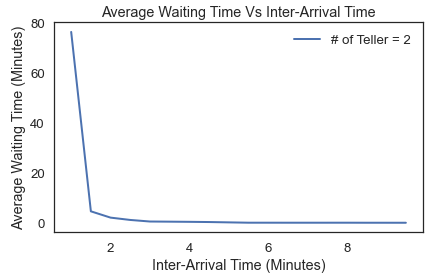 Average Waiting Time Vs Inter-Arrival Time
# of Teller = 2
Average Waiting Time (Minutes)
80
60
40
20
0
2 4 6 8
Inter-Arrival Time (Minutes)